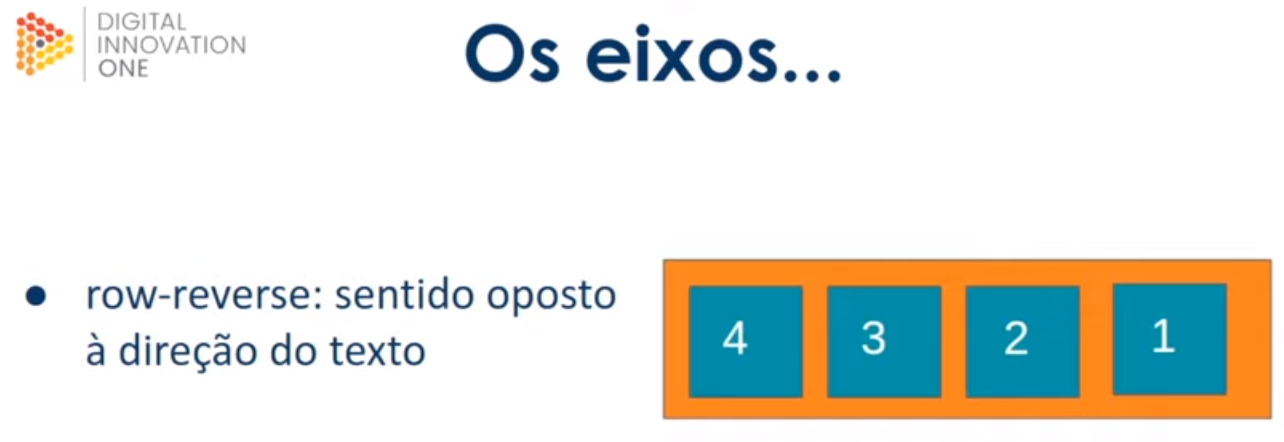 DIGITAL
INNOVATION
ONE
Os eixos...
● row-reverse: sentido oposto
à direção do texto
4 3 2 1